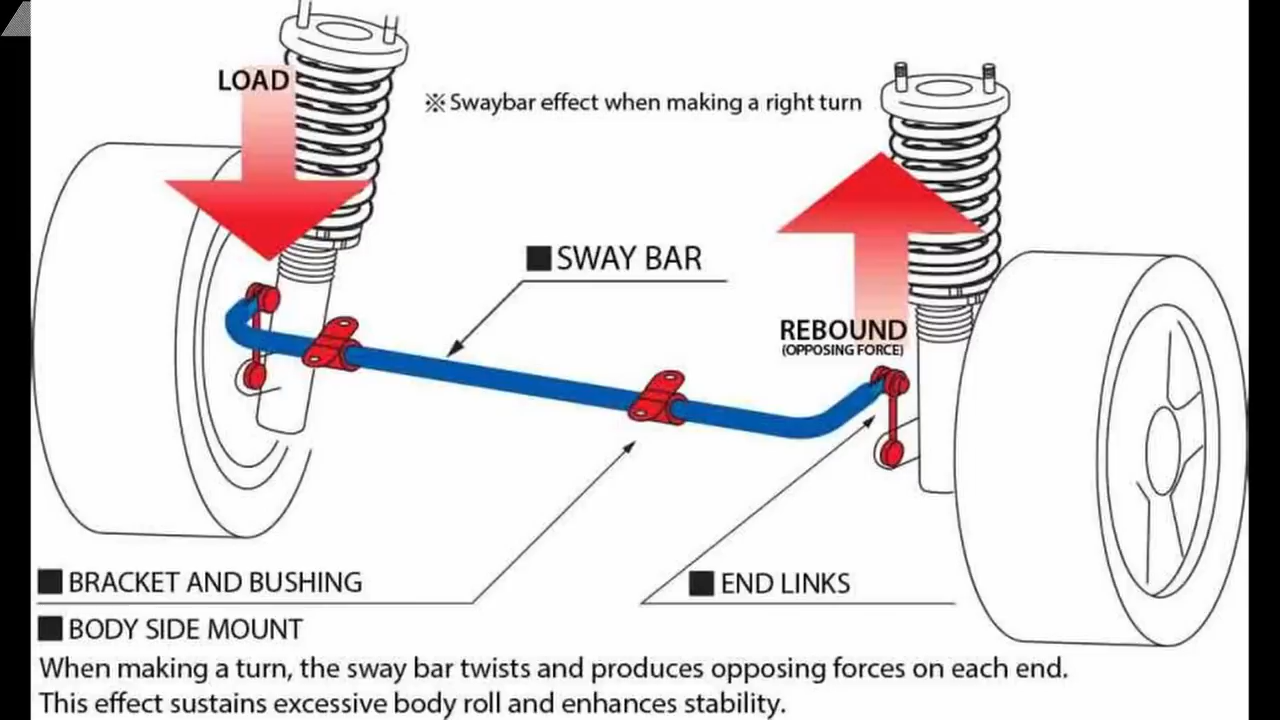 LOAD
※ Swaybar effect when making a right turn
■ SWAY BAR
REBOUND
(OPPOSING FORCE)
■ BRACKET AND BUSHING
■ END LINKS
■ BODY SIDE MOUNT
When making a turn, the sway bar twists and produces opposing forces on each end.
This effect sustains excessive body roll and enhances stability.